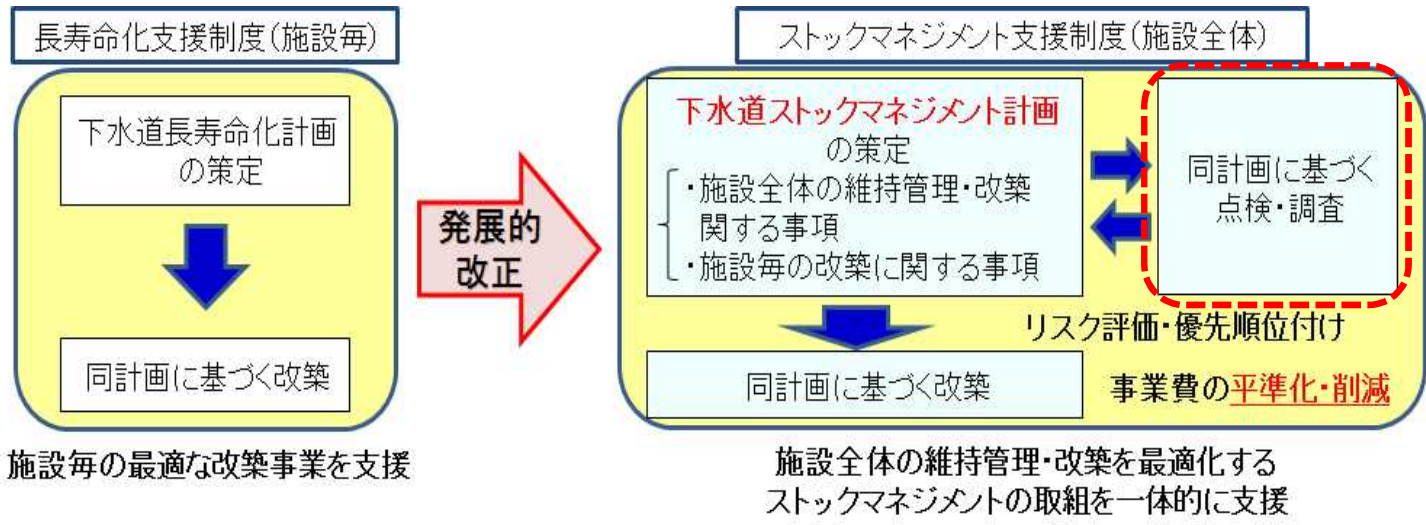 長寿命化支援制度(施設毎)
下水道長寿命化計画
の策定
同計画に基づく改築
施設毎の最適な改築事業を支援
発展的
改正
ストックマネジメント支援制度(施設全体)
下水道ストックマネジメント計画
の策定
・施設全体の維持管理・改築
関する事項
・施設毎の改築に関する事項
同計画に基づく
点検・調査
リスク評価・優先順位付け
同計画に基づく改築
事業費の平準化・削減
施設全体の維持管理・改築を最適化する
ストックマネジメントの取組を一体的に支援